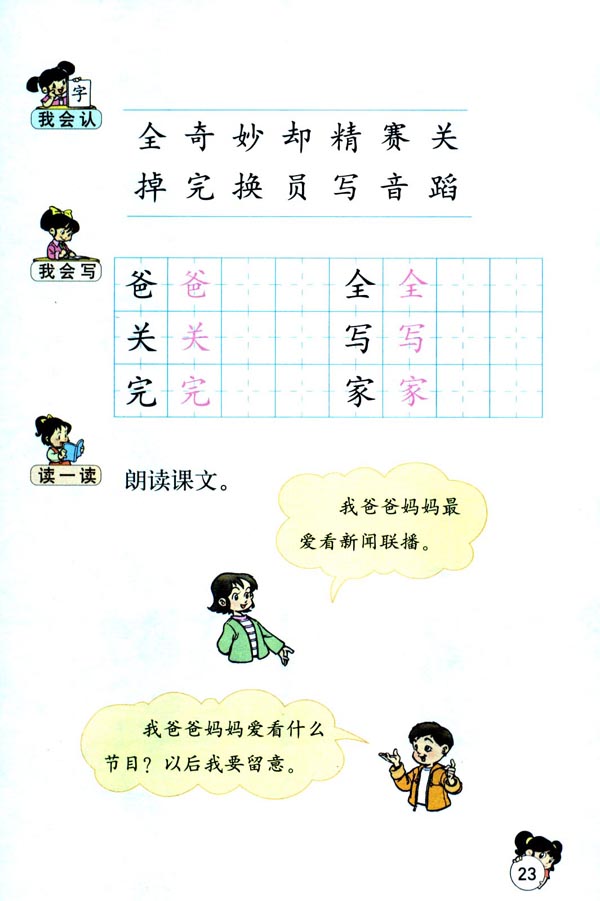 字
我会认
全奇妙却精赛关
掉完换员写音蹈
我会写
爸爸 全全
关关 写写
完完 家家
读一读
朗读课文。
我爸爸妈妈最
爱看新闻联播。
我爸爸妈妈爱看什么
节目？以后我要留意。
23